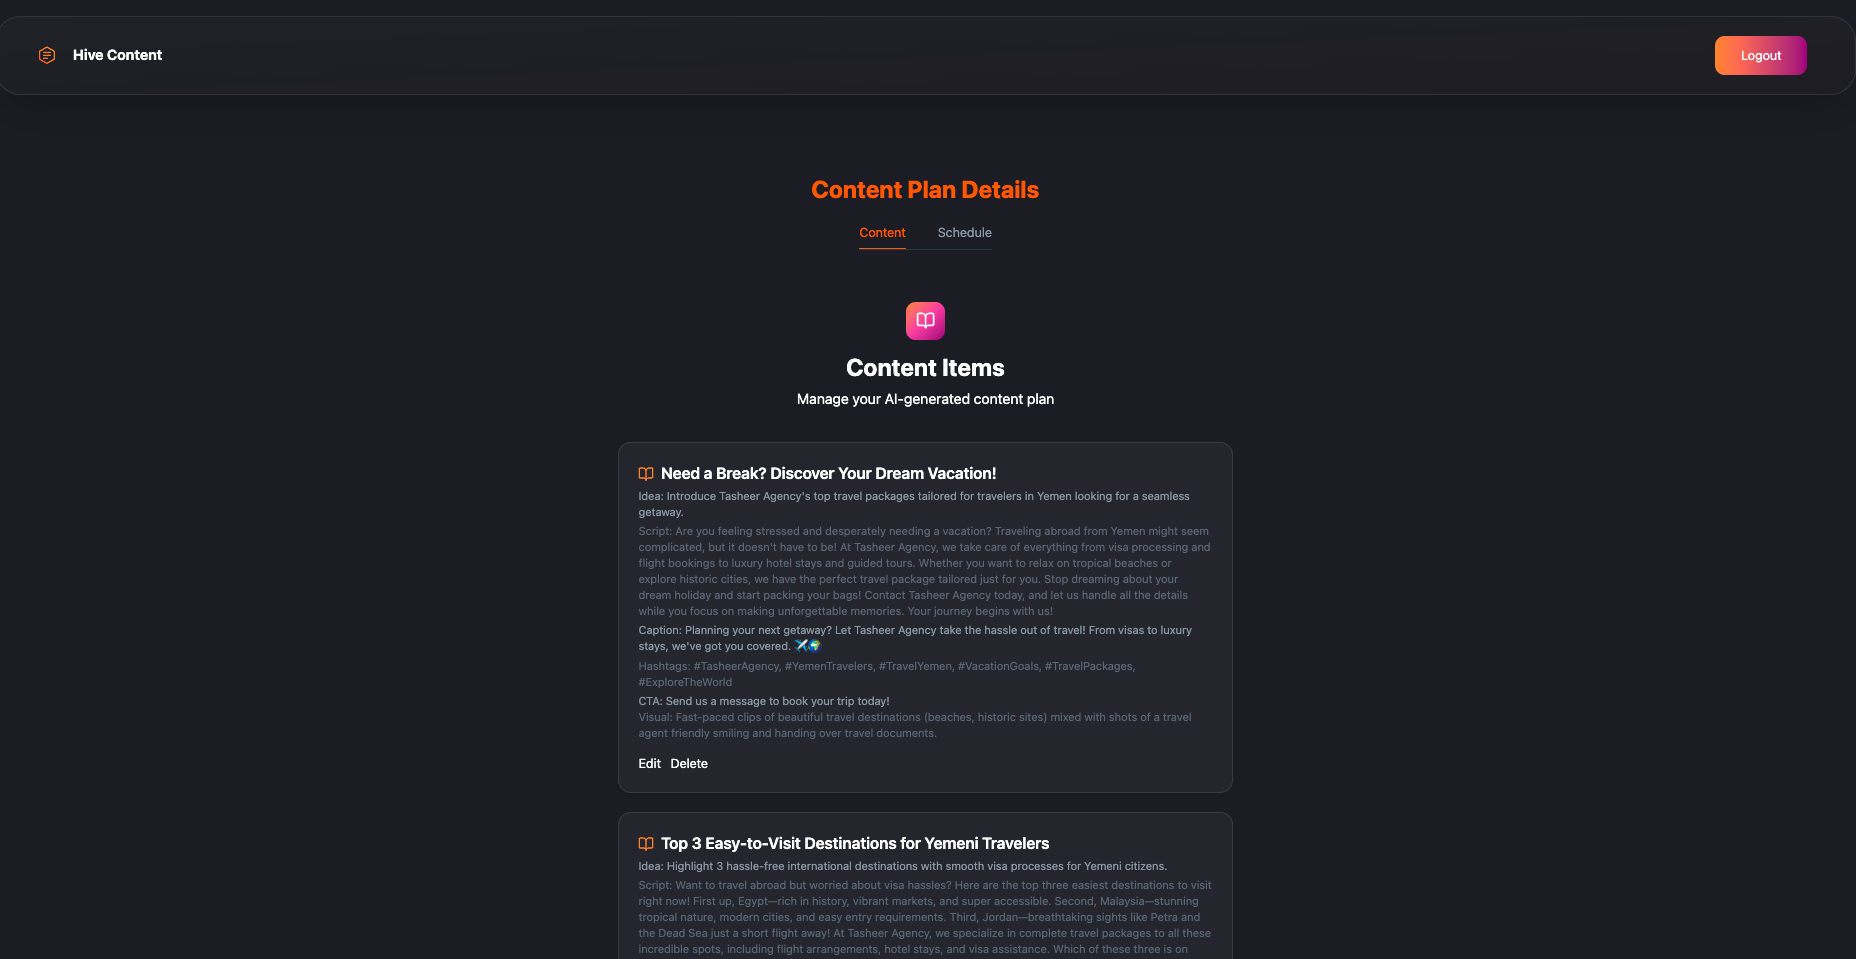 Hive Content
Logout
Content Plan Details
Content
Schedule
Content Items
Manage your AI-generated content plan
Need a Break? Discover Your Dream Vacation!
Idea: Introduce Tasheer Agency's top travel packages tailored for travelers in Yemen looking for a seamless
getaway.
Script: Are you feeling stressed and desperately needing a vacation? Traveling abroad from Yemen might seem
complicated, but it doesn't have to be! At Tasheer Agency, we take care of everything from visa processing and
flight bookings to luxury hotel stays and guided tours. Whether you want to relax on tropical beaches or
explore historic cities, we have the perfect travel package tailored just for you. Stop dreaming about your
dream holiday and start packing your bags! Contact Tasheer Agency today, and let us handle all the details
while you focus on making unforgettable memories. Your journey begins with us!
Caption: Planning your next getaway? Let Tasheer Agency take the hassle out of travel! From visas to luxury
stays, we've got you covered. ✈️🌍
Hashtags: #TasheerAgency, #YemenTravelers, #TravelYemen, #VacationGoals, #TravelPackages,
#ExploreTheWorld
CTA: Send us a message to book your trip today!
Visual: Fast-paced clips of beautiful travel destinations (beaches, historic sites) mixed with shots of a travel
agent friendly smiling and handing over travel documents.
Edit Delete
Top 3 Easy-to-Visit Destinations for Yemeni Travelers
Idea: Highlight 3 hassle-free international destinations with smooth visa processes for Yemeni citizens.
Script: Want to travel abroad but worried about visa hassles? Here are the top three easiest destinations to visit
right now! First up, Egypt—rich in history, vibrant markets, and super accessible. Second, Malaysia—stunning
tropical nature, modern cities, and easy entry requirements. Third, Jordan—breathtaking sights like Petra and
the Dead Sea just a short flight away! At Tasheer Agency, we specialize in complete travel packages to all these
incredible spots, including flight arrangements, hotel stays, and visa assistance. Which of these three is on